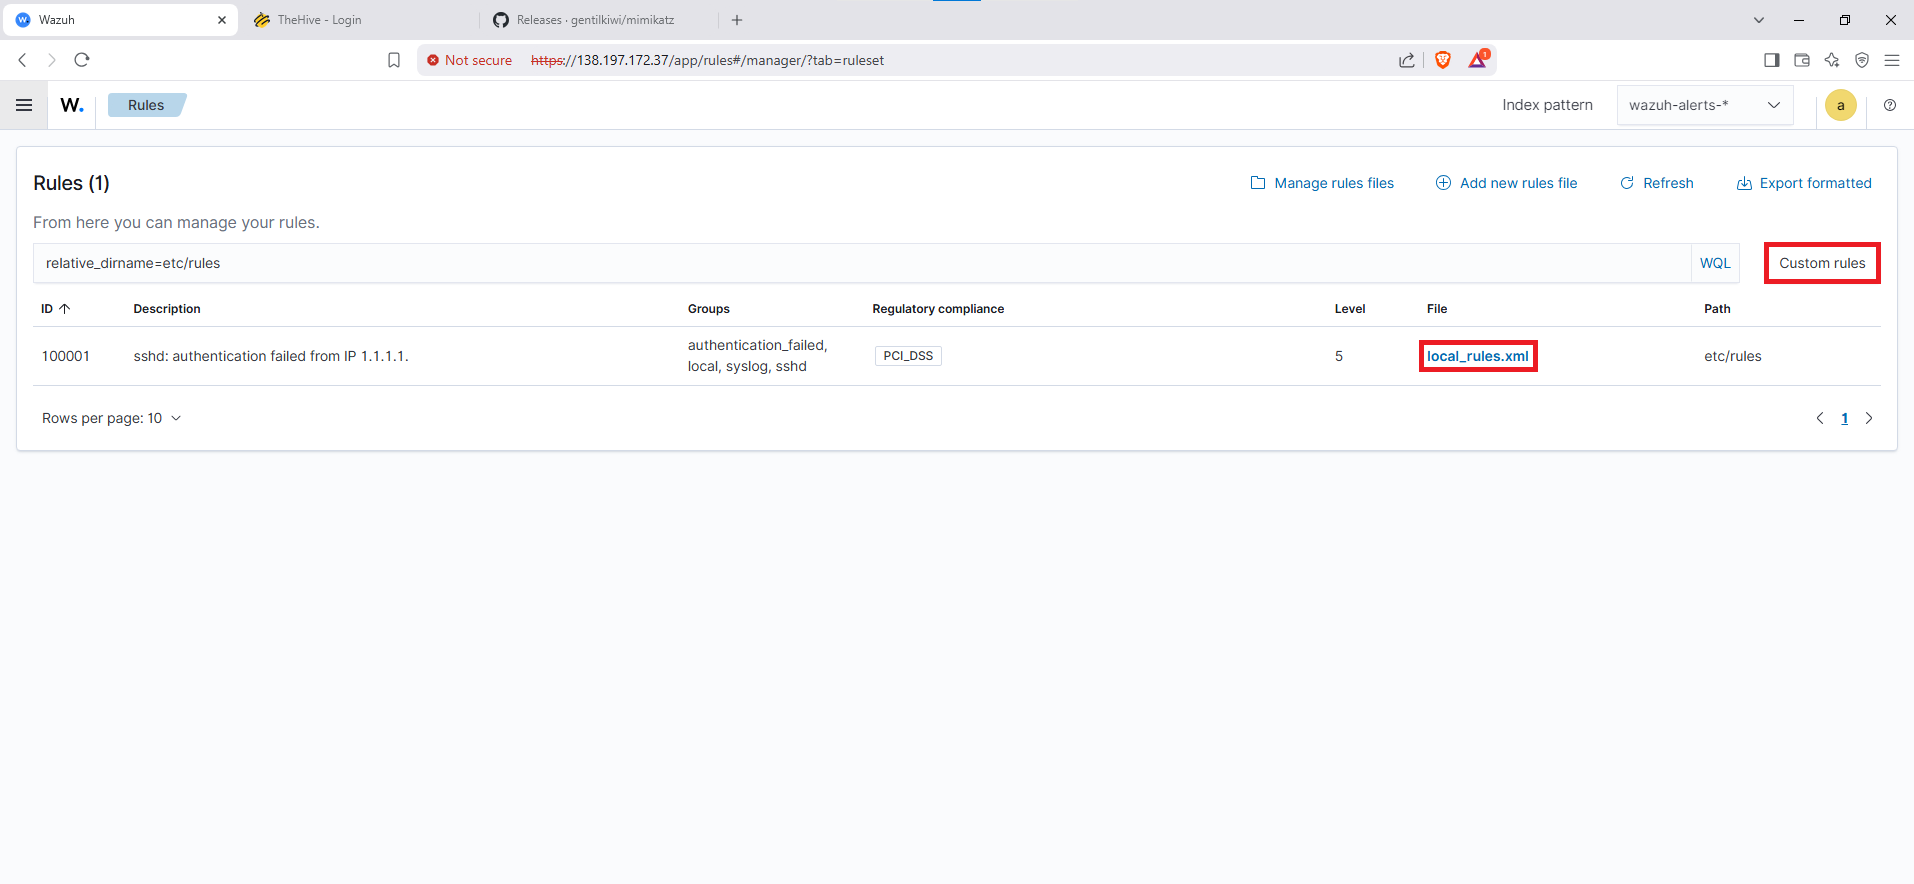 Wazuh
TheHive - Login
Releases · gentilkiwi/mimikatz
Not secure https://138.197.172.37/app/rules#/manager/?tab=ruleset
1
W.
Rules
Index pattern
wazuh-alerts-*
a
Rules (1)
Manage rules files
Add new rules file
Refresh
Export formatted
From here you can manage your rules.
relative_dirname=etc/rules
WQL
Custom rules
ID Description Groups Regulatory compliance Level File Path
100001 sshd: authentication failed from IP 1.1.1.1. authentication_failed, PCI_DSS 5 local_rules.xml etc/rules
local, syslog, sshd
Rows per page: 10
1